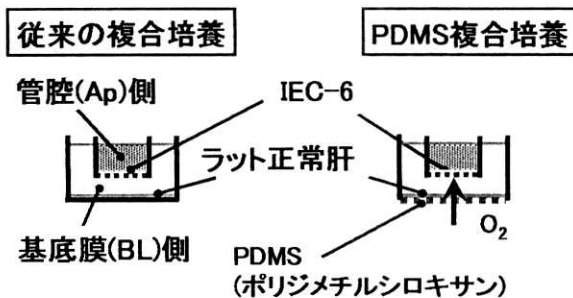 従来の複合培養
PDMS複合培養
管腔(Ap)側
IEC-6
ラット正常肝
基底膜(BL)側
O₂
PDMS
(ポリジメチルシロキサン)